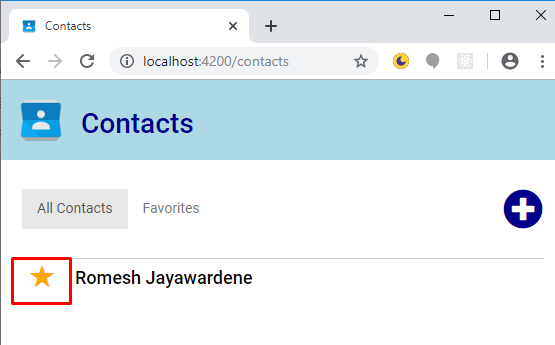 Contacts
localhost:4200/contacts
Contacts
All Contacts
Favorites
Romesh Jayawardene